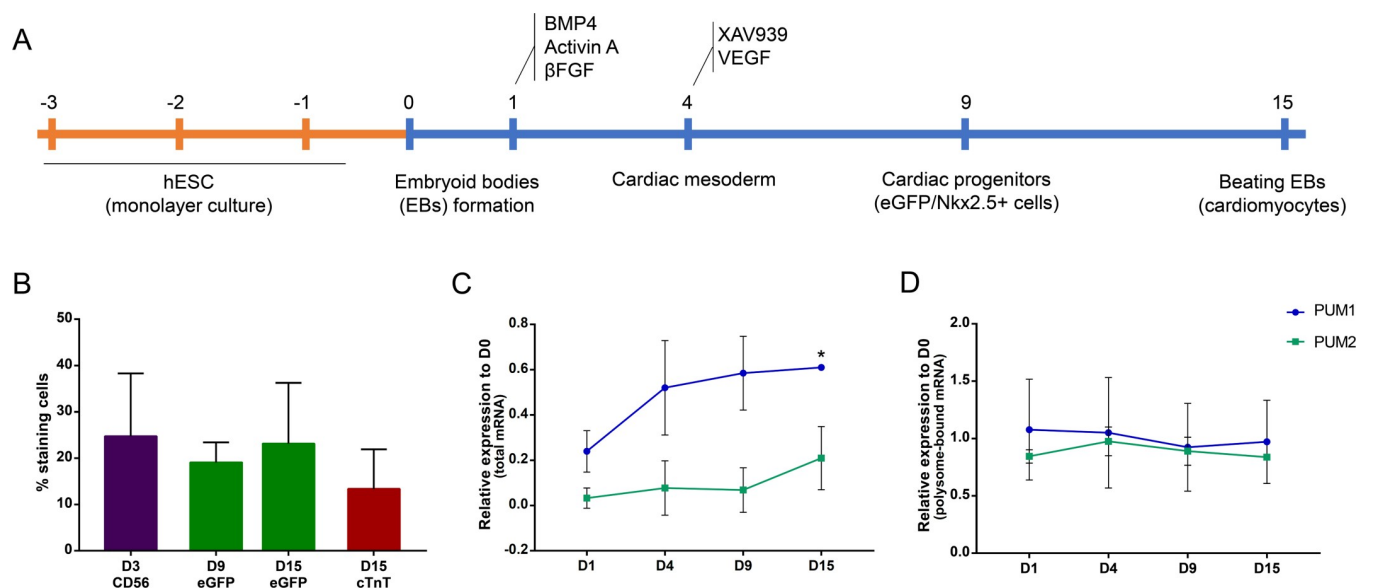 A
BMP4
Activin A
βFGF
XAV939
VEGF
-3
-2
-1
0
1
4
9
15
hESC
(monolayer culture)
Embryoid bodies
(EBs) formation
Cardiac mesoderm
Cardiac progenitors
(eGFP/Nkx2.5+ cells)
Beating EBs
(cardiomyocytes)
B
% staining cells
50
40
30
20
10
0
D3
CD56
D9
eGFP
D15
eGFP
D15
cTnT
C
Relative expression to D0
(total mRNA)
0.8
0.6
0.4
0.2
0.0
-0.2
*
D1
D4
D9
D15
D
Relative expression to D0
(polysome-bound mRNA)
2.0
1.5
1.0
0.5
0.0
D1
D4
D9
D15
PUM1
PUM2